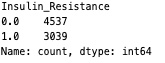 Insulin_Resistance
0.0    4537
1.0    3039
Name: count, dtype: int64